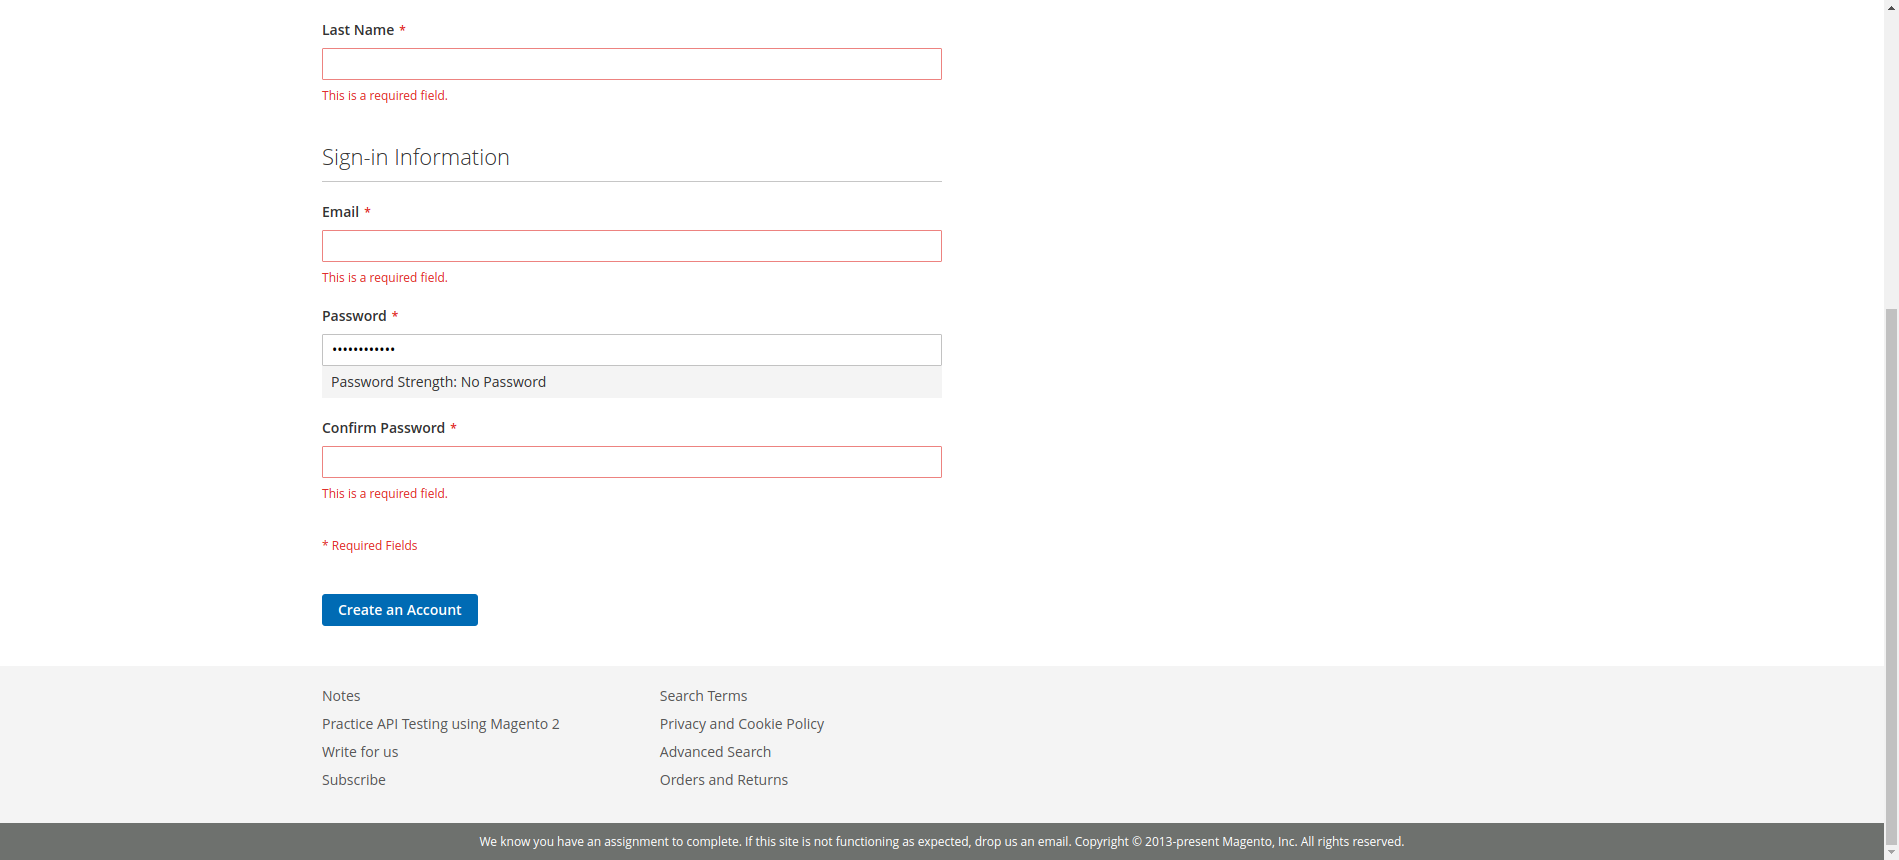 Last Name *
This is a required field.
Sign-in Information
Email *
This is a required field.
Password *
••••••••••••
Password Strength: No Password
Confirm Password *
This is a required field.
* Required Fields
Create an Account
Notes
Practice API Testing using Magento 2
Write for us
Subscribe
Search Terms
Privacy and Cookie Policy
Advanced Search
Orders and Returns
We know you have an assignment to complete. If this site is not functioning as expected, drop us an email. Copyright © 2013-present Magento, Inc. All rights reserved.